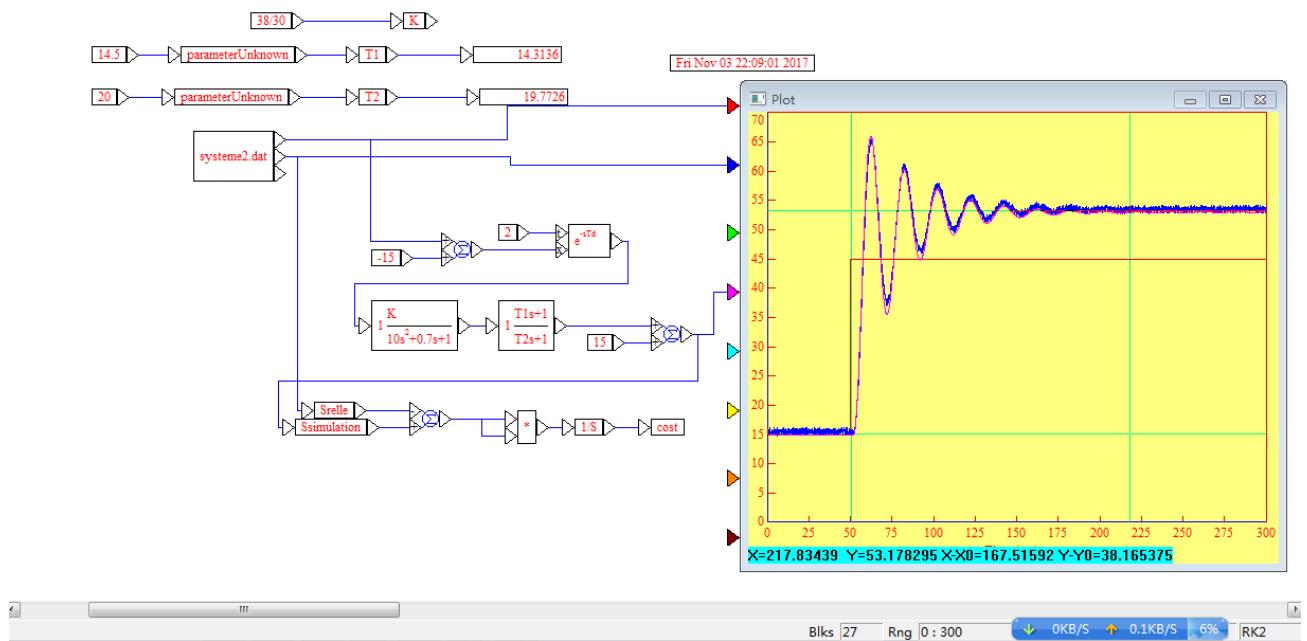 38/30 K
14.5 parameterUnknown T1 14.3136
Fri Nov 03 22:09:01 2017
20 parameterUnknown T2 19.7726
Plot
systeme2.dat
2 t e^-sTd
x
-15 + + Σ
K
1
10s²+0.7s+1
T1s+1
1
T2s+1
15 + + Σ
Srelle - Σ
Ssimulation + * 1/S cost
70
65
60
55
50
45
40
35
30
25
20
15
10
5
0
0 25 50 75 100 125 150 175 200 225 250 275 300
X=217.83439 Y=53.178295 X-X0=167.51592 Y-Y0=38.165375
Blks 27 Rng 0 : 300 0KB/S 0.1KB/S 6% RK2